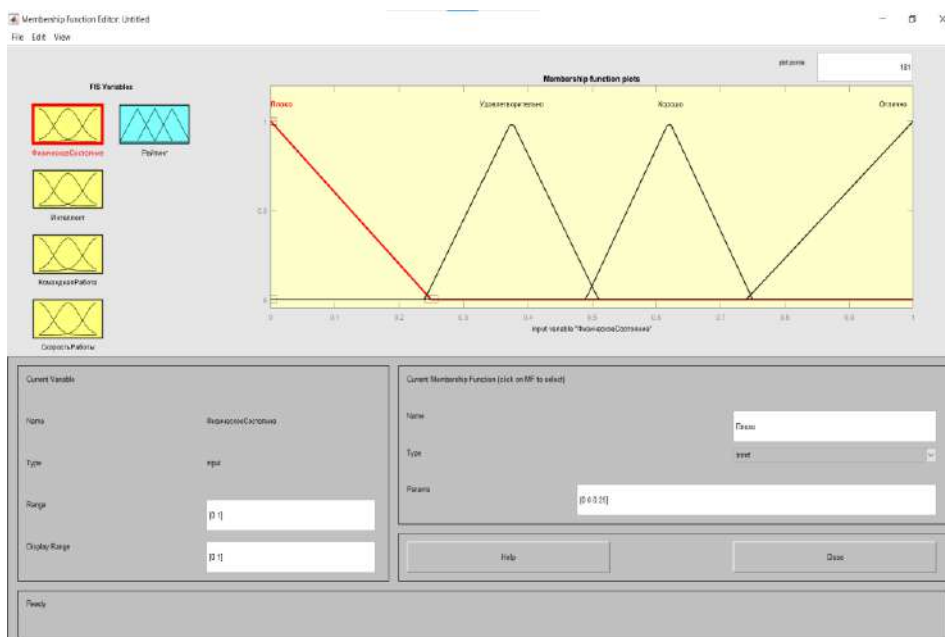 Membership Function Editor: Untitled
File Edit View
FIS Variables
ФизическоеСостояние
Рейтинг
Интеллект
КоманднаяРабота
СкоростьРаботы
plot points:
181
Membership function plots
Плохо
Удовлетворительно
Хорошо
Отлично
1
0.5
0
0 0.1 0.2 0.3 0.4 0.5 0.6 0.7 0.8 0.9 1
input variable "ФизическоеСостояние"
Current Variable
Name
ФизическоеСостояние
Type
input
Range
[0 1]
Display Range
[0 1]
Current Membership Function (click on MF to select)
Name
Плохо
Type
trimf
Params
[0 0 0.25]
Help
Close
Ready